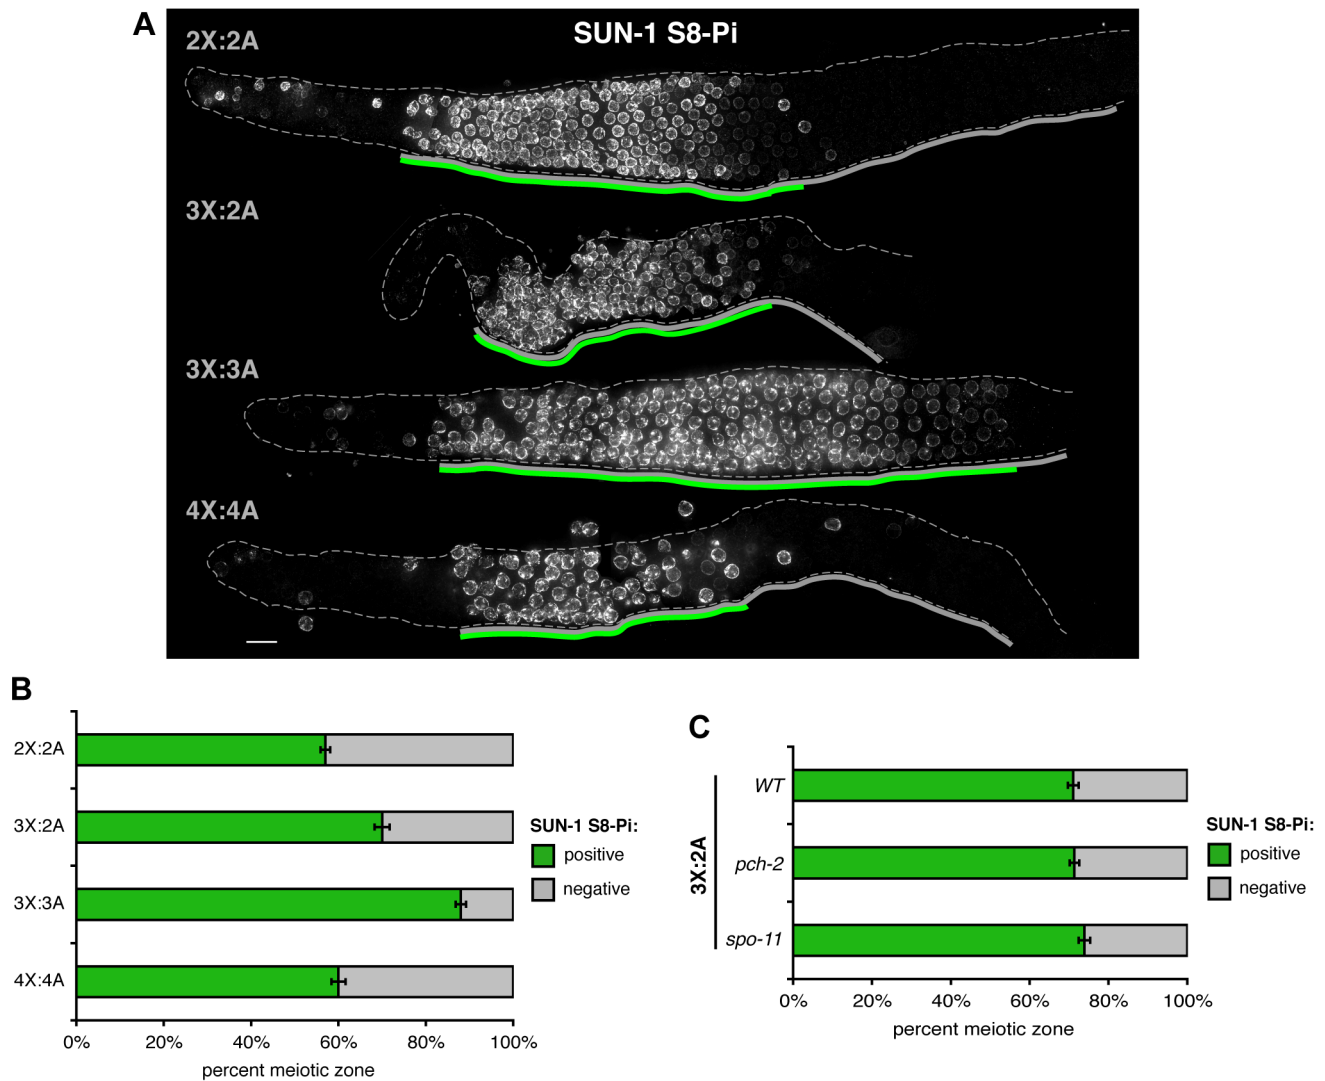 A
SUN-1 S8-Pi
2X:2A
3X:2A
3X:3A
4X:4A
B
2X:2A
3X:2A
3X:3A
4X:4A
0% 20% 40% 60% 80% 100%
percent meiotic zone
SUN-1 S8-Pi:
positive
negative
C
3X:2A
WT
pch-2
spo-11
0% 20% 40% 60% 80% 100%
percent meiotic zone
SUN-1 S8-Pi:
positive
negative